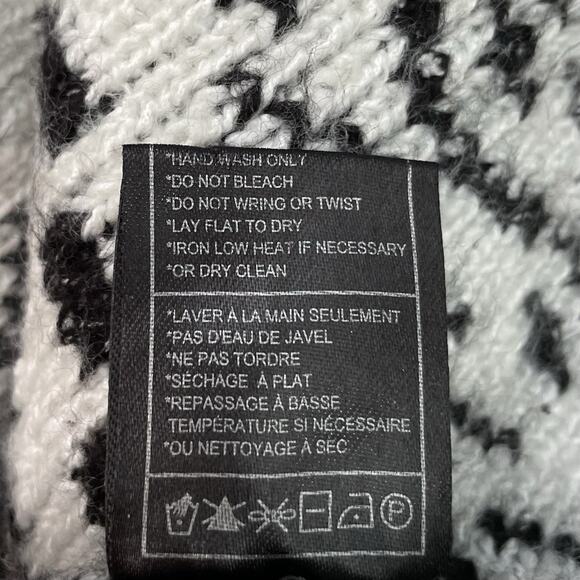 *HAND WASH ONLY
*DO NOT BLEACH
*DO NOT WRING OR TWIST
*LAY FLAT TO DRY
*IRON LOW HEAT IF NECESSARY
*OR DRY CLEAN
*LAVER À LA MAIN SEULEMENT
*PAS D'EAU DE JAVEL
*NE PAS TORDRE
*SÉCHAGE À PLAT
*REPASSAGE À BASSE
TEMPÉRATURE SI NÉCESSAIRE
*OU NETTOYAGE À SEC
P